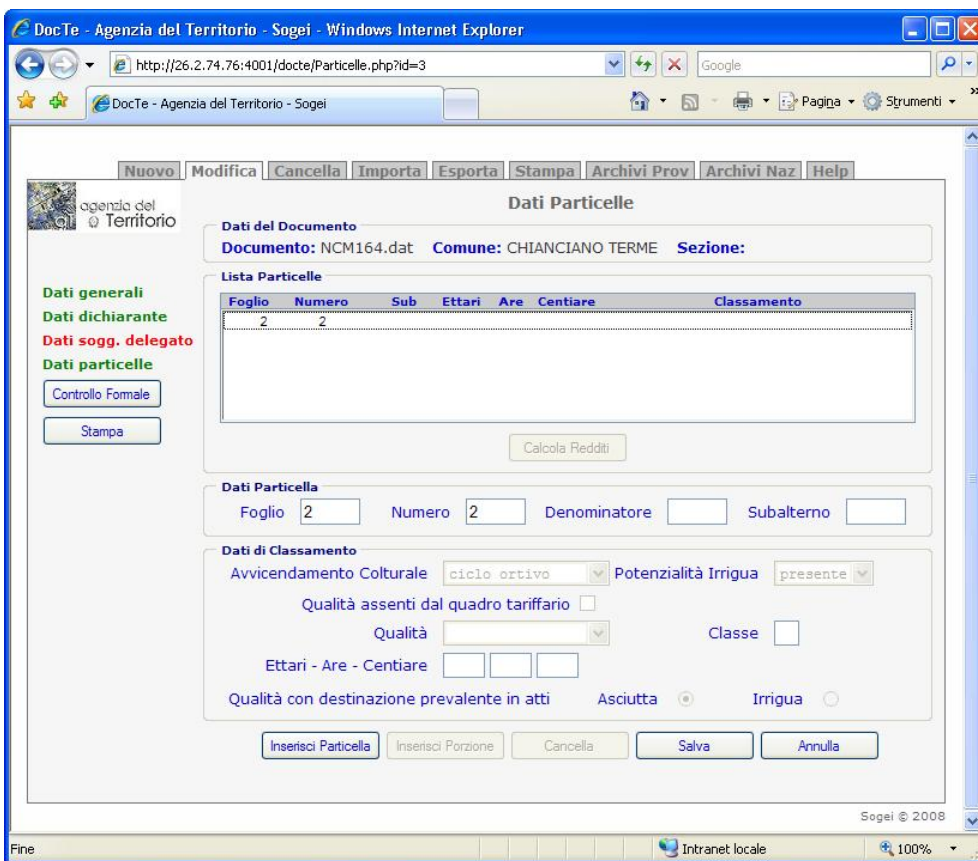 DocTe - Agenzia del Territorio - Sogei - Windows Internet Explorer
http://26.2.74.76:4001/docte/Particelle.php?id=3
Google
DocTe - Agenzia del Territorio - Sogei
Pagina
Strumenti
Nuovo Modifica Cancella Importa Esporta Stampa Archivi Prov Archivi Naz Help
agenzia del
Territorio
Dati Particelle
Dati del Documento
Documento: NCM164.dat Comune: CHIANCIANO TERME Sezione:
Dati generali
Dati dichiarante
Dati sogg. delegato
Dati particelle
Controllo Formale
Stampa
Lista Particelle
Foglio Numero Sub Ettari Are Centiare Classamento
2 2
Calcola Redditi
Dati Particella
Foglio 2 Numero 2 Denominatore Subalterno
Dati di Classamento
Avvicendamento Colturale ciclo ortivo Potenzialità Irrigua presente
Qualità assenti dal quadro tariffario
Qualità Classe
Ettari - Are - Centiare
Qualità con destinazione prevalente in atti Asciutta Irrigua
Inserisci Particella Inserisci Porzione Cancella Salva Annulla
Sogei © 2008
Fine Intranet locale 100%